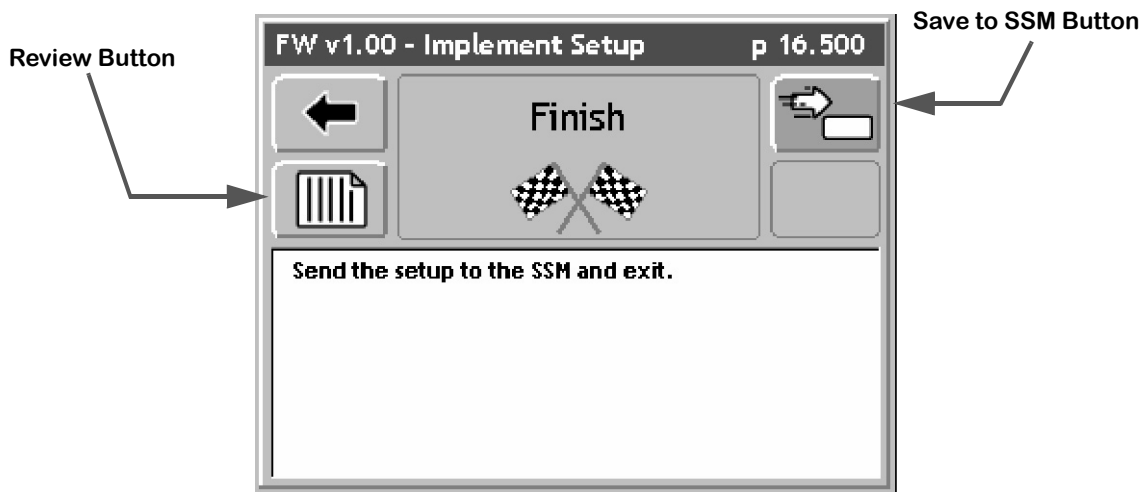 Save to SSM Button
Review Button
FW v1.00 - Implement Setup p 16.500
Finish
Send the setup to the SSM and exit.